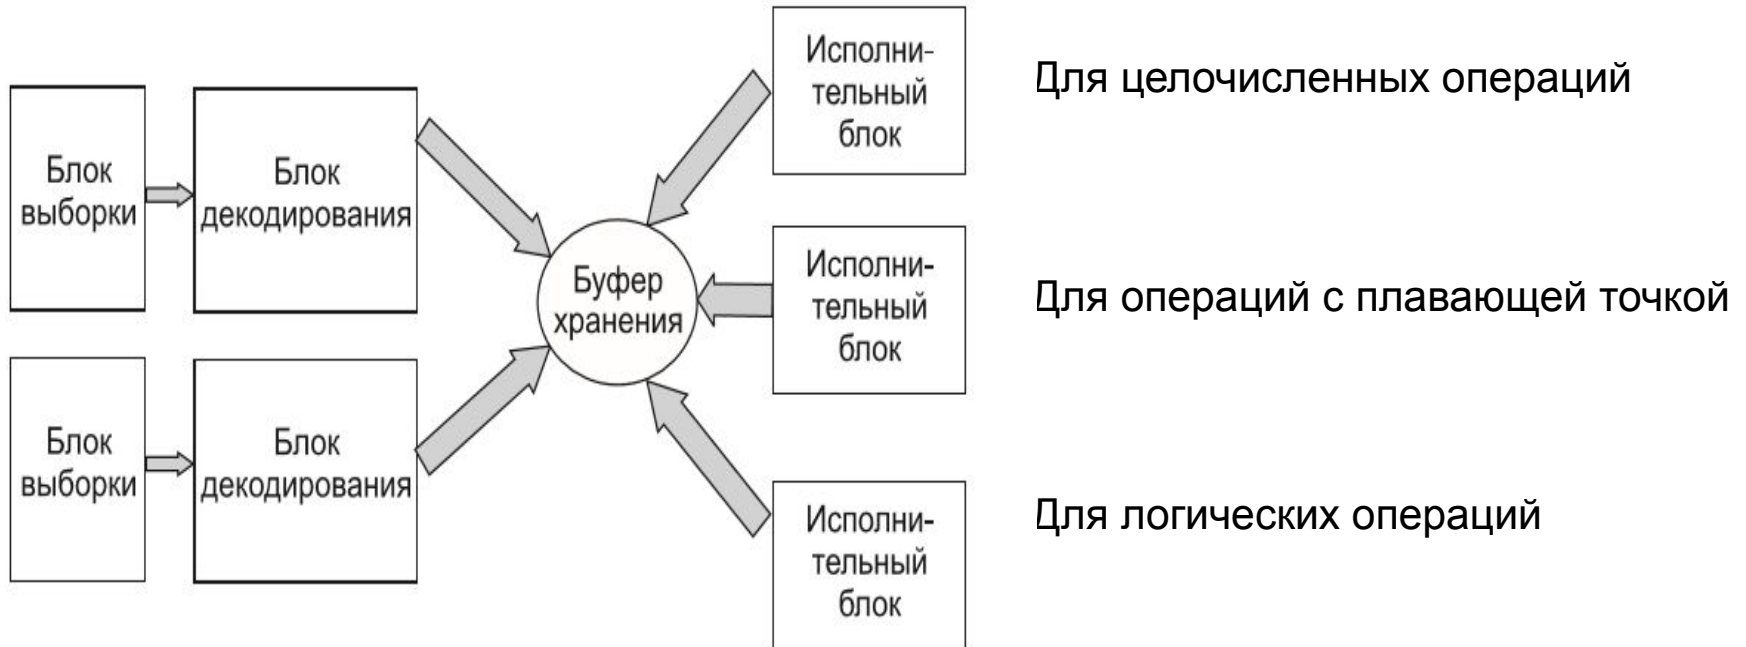 Блок
выборки
Блок
декодирования
Блок
выборки
Блок
декодирования
Буфер
хранения
Исполни-
тельный
блок
Для целочисленных операций
Исполни-
тельный
блок
Для операций с плавающей точкой
Исполни-
тельный
блок
Для логических операций